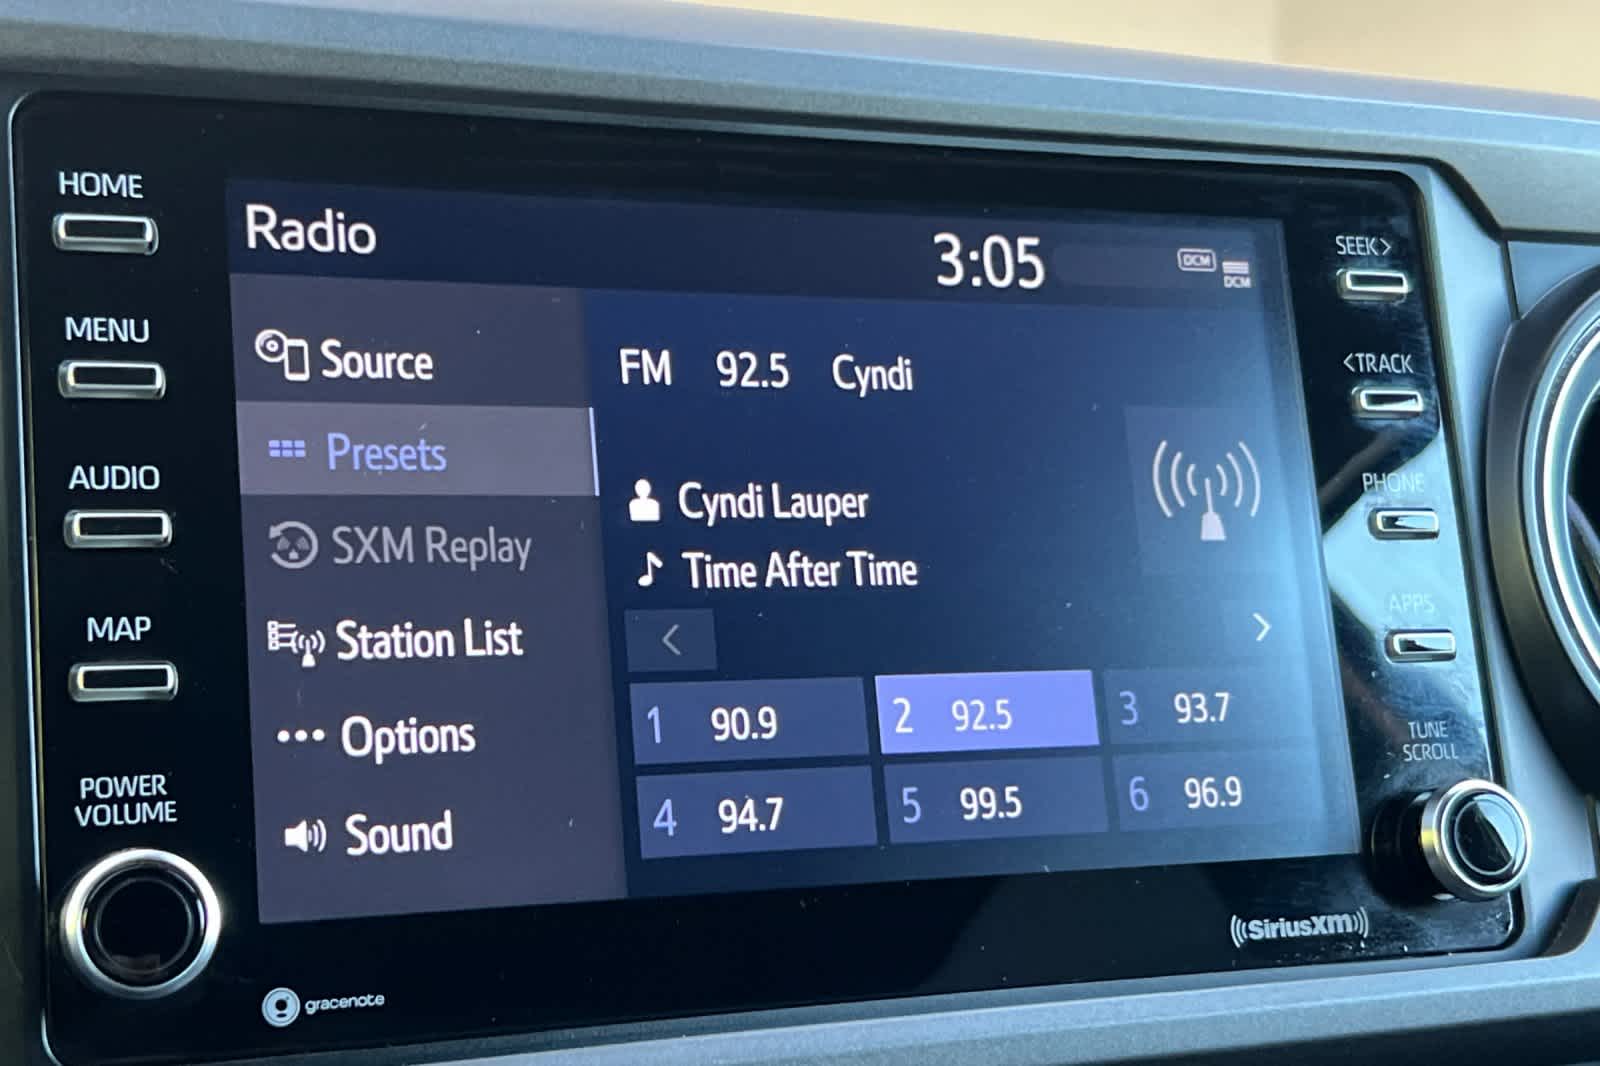 HOME
MENU
AUDIO
MAP
POWER
VOLUME
Radio
3:05
DCM
DCM
Source
Presets
SXM Replay
Station List
Options
Sound
FM 92.5 Cyndi
Cyndi Lauper
Time After Time
<
>
1 90.9
2 92.5
3 93.7
4 94.7
5 99.5
6 96.9
SEEK>
<TRACK
PHONE
APPS
TUNE
SCROLL
gracenote
SiriusXM